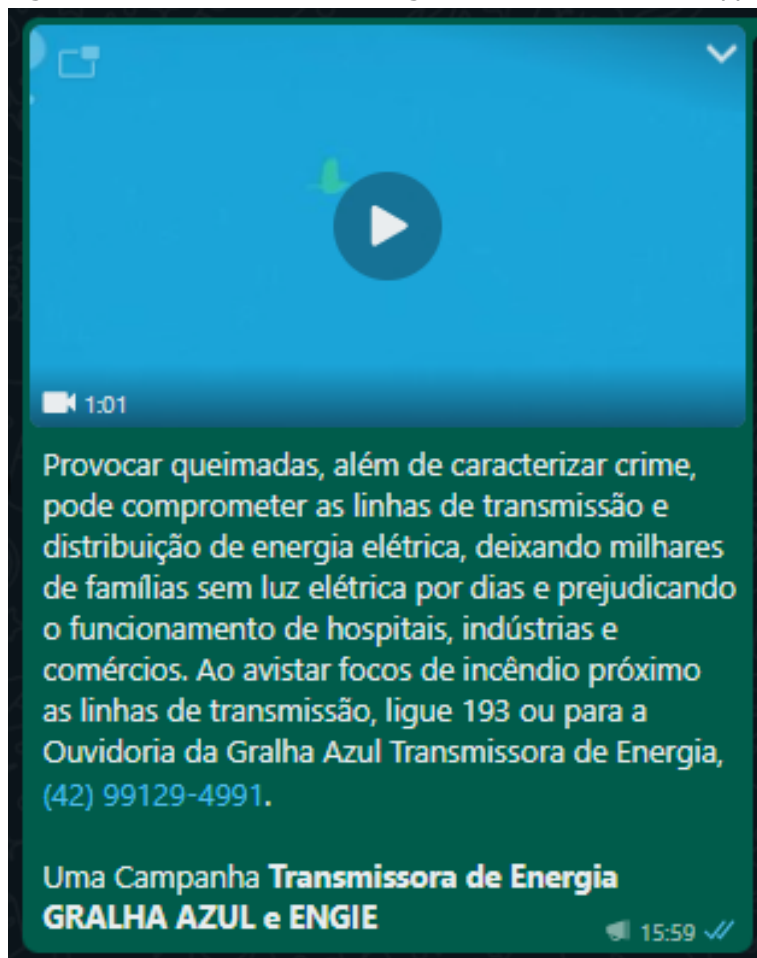 1:01
Provocar queimadas, além de caracterizar crime,
pode comprometer as linhas de transmissão e
distribuição de energia elétrica, deixando milhares
de famílias sem luz elétrica por dias e prejudicando
o funcionamento de hospitais, indústrias e
comércios. Ao avistar focos de incêndio próximo
as linhas de transmissão, ligue 193 ou para a
Ouvidoria da Gralha Azul Transmissora de Energia,
(42) 99129-4991.
Uma Campanha Transmissora de Energia
GRALHA AZUL e ENGIE
15:59